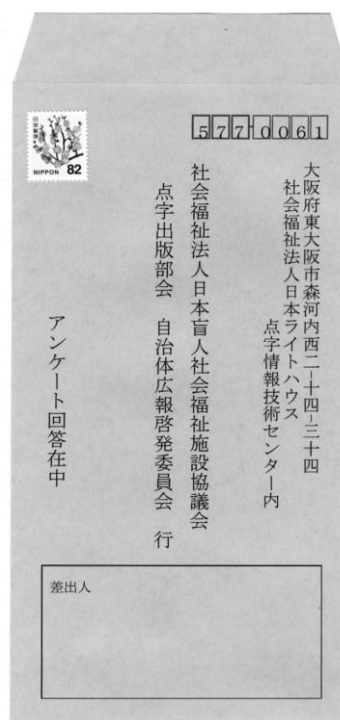 577-0061
大阪府東大阪市森河内西二-十四-三十四
社会福祉法人日本ライトハウス
点字情報技術センター内
社会福祉法人日本盲人社会福祉施設協議会
点字出版部会 自治体広報啓発委員会 行
アンケート回答在中
日本郵便
NIPPON 82
差出人